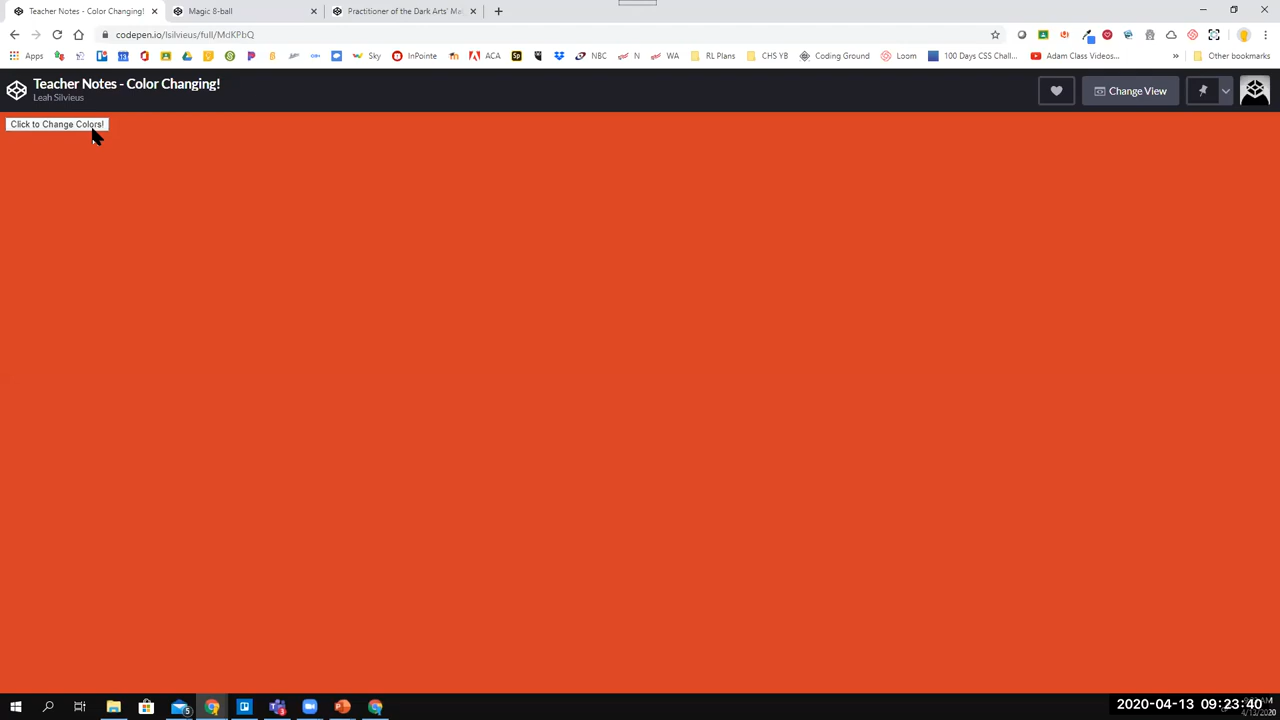 Teacher Notes - Color Changing!
Magic 8-ball
Practitioner of the Dark Arts' Ma
codepen.io/lsilvieus/full/MdKPbQ
Apps
Sky
InPointe
ACA
NBC
N
WA
RL Plans
CHS YB
Coding Ground
Loom
100 Days CSS Chall...
Adam Class Videos...
»
Other bookmarks
Teacher Notes - Color Changing!
Leah Silvieus
Change View
Click to Change Colors!
2020-04-13 09:23:40